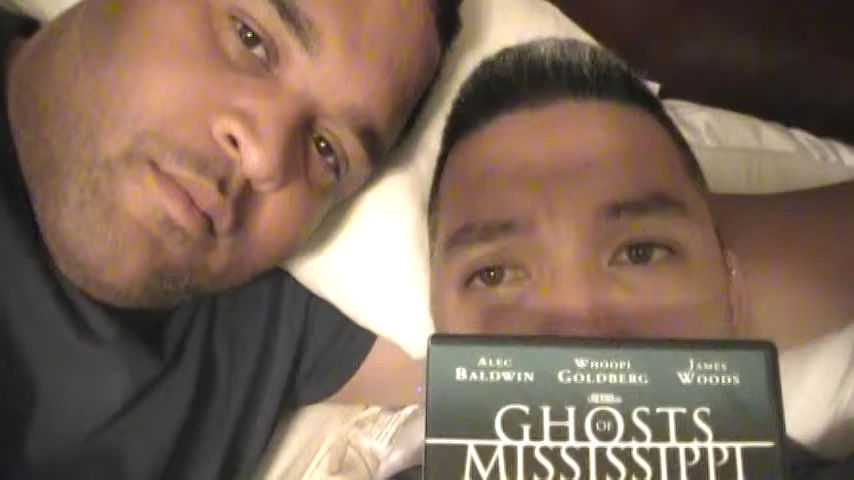 ALEC WHOOPI JAMES
BALDWIN GOLDBERG WOODS
GHOSTS
OF
MISSISSIPPI